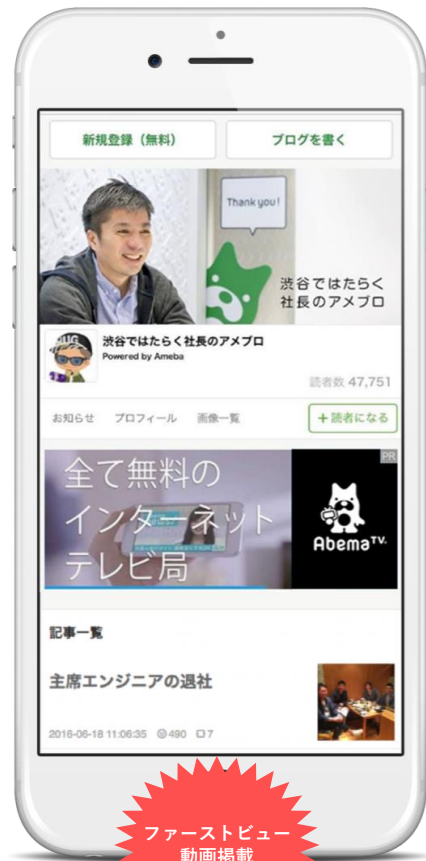 新規登録（無料）
ブログを書く
Thank you!
渋谷ではたらく
社長のアメブロ
渋谷ではたらく社長のアメブロ
Powered by Ameba
読者数 47,751
お知らせ
プロフィール
画像一覧
+読者になる
PR
全て無料の
インターネット
テレビ局
AbemaTV.
記事一覧
主席エンジニアの退社
2016-06-18 11:06:35
490
7
ファーストビュー
動画掲載